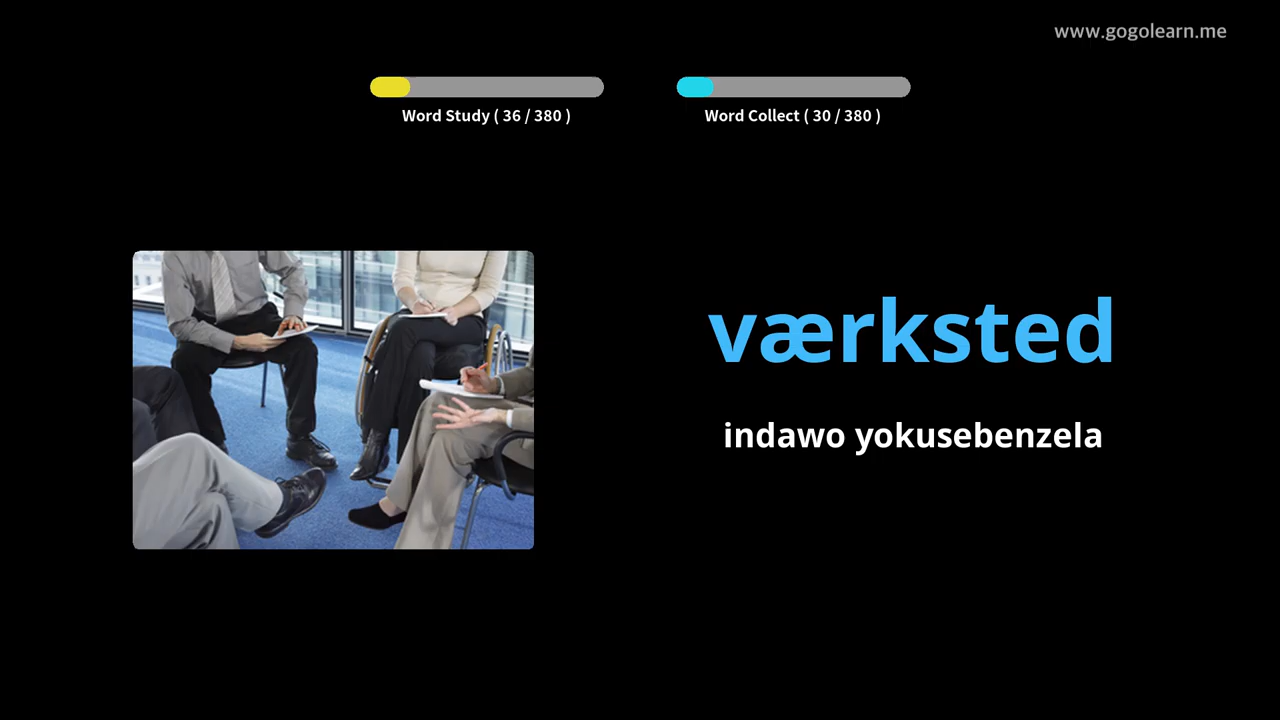 www.gogolearn.me
Word Study ( 36 / 380 )
Word Collect ( 30 / 380 )
værksted
indawo yokusebenzela